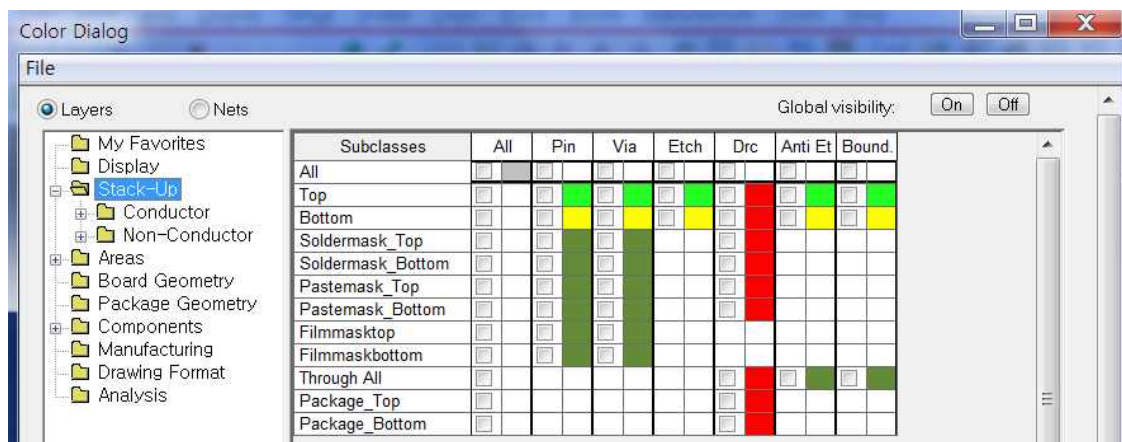 Color Dialog
File
Layers Nets Global visibility: On Off
My Favorites
Display
Stack-Up
Conductor
Non-Conductor
Areas
Board Geometry
Package Geometry
Components
Manufacturing
Drawing Format
Analysis
Subclasses All Pin Via Etch Drc Anti Et Bound.
All
Top
Bottom
Soldermask_Top
Soldermask_Bottom
Pastemask_Top
Pastemask_Bottom
Filmmasktop
Filmmaskbottom
Through All
Package_Top
Package_Bottom